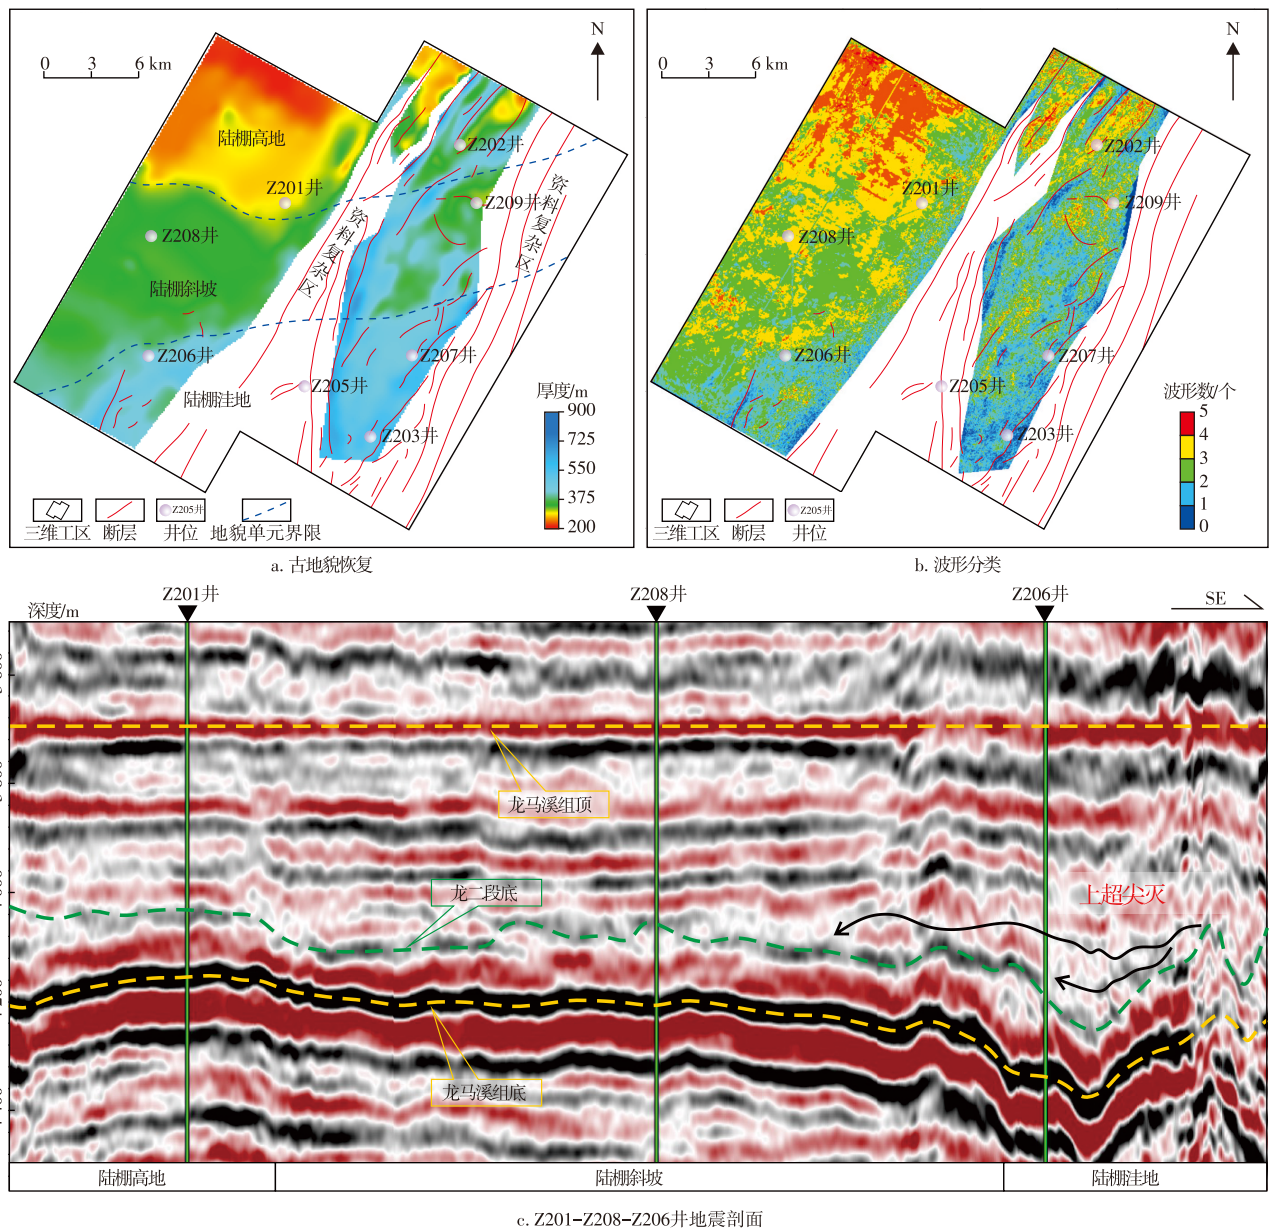 0 3 6 km
N
陆棚高地
Z202井
Z201井
Z209井
资料复杂区
资料复杂区
Z208井
陆棚斜坡
Z206井
Z207井
Z205井
陆棚洼地
Z203井
厚度/m
900
725
550
375
200
Z205井
三维工区 断层 井位 地貌单元界限
a. 古地貌恢复
0 3 6 km
N
Z202井
Z201井
Z209井
Z208井
Z206井
Z207井
Z205井
Z203井
波形数/个
5
4
3
2
1
0
Z205井
三维工区 断层 井位
b. 波形分类
Z201井 Z208井 Z206井
深度/m
SE
龙马溪组顶
龙二段底
上超尖灭
龙马溪组底
陆棚高地 陆棚斜坡 陆棚洼地
c. Z201-Z208-Z206井地震剖面